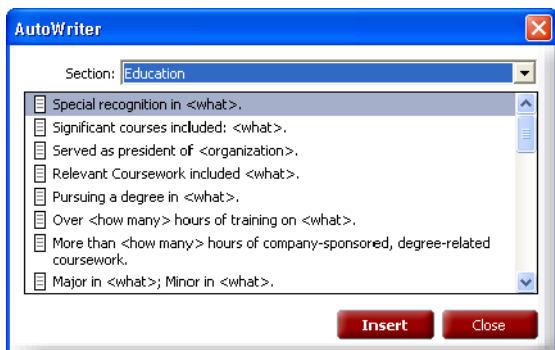 AutoWriter
Section: Education
Special recognition in <what>.
Significant courses included: <what>.
Served as president of <organization>.
Relevant Coursework included <what>.
Pursuing a degree in <what>.
Over <how many> hours of training on <what>.
More than <how many> hours of company-sponsored, degree-related
coursework.
Major in <what>; Minor in <what>.
Insert Close